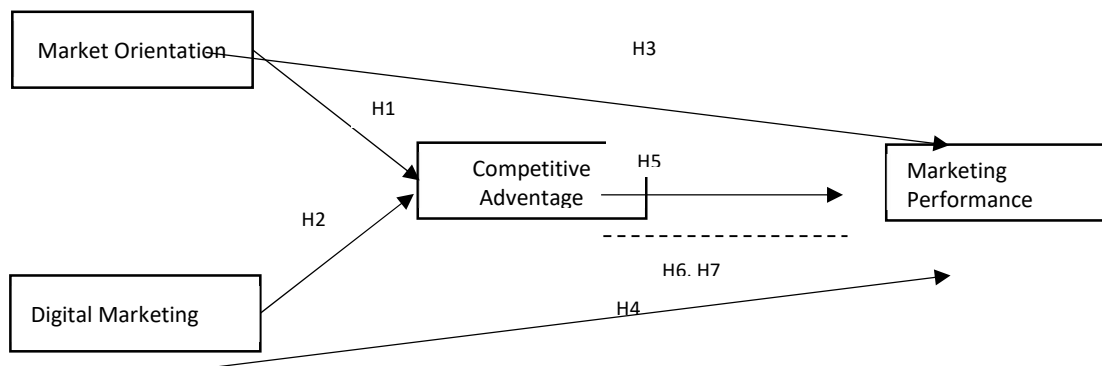 Market Orientation
H3
H1
Competitive
Adventage
H5
Marketing
Performance
H2
H6, H7
Digital Marketing
H4